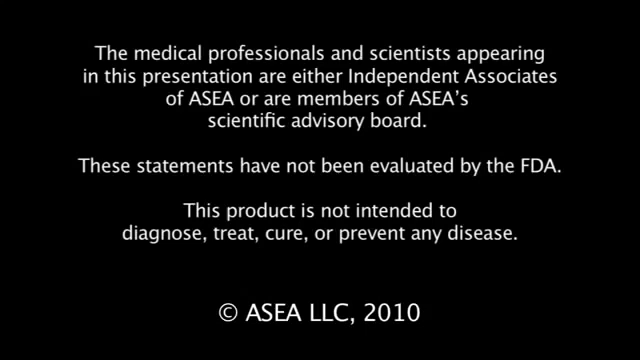 The medical professionals and scientists appearing
in this presentation are either Independent Associates
of ASEA or are members of ASEA's
scientific advisory board.
These statements have not been evaluated by the FDA.
This product is not intended to
diagnose, treat, cure, or prevent any disease.
© ASEA LLC, 2010